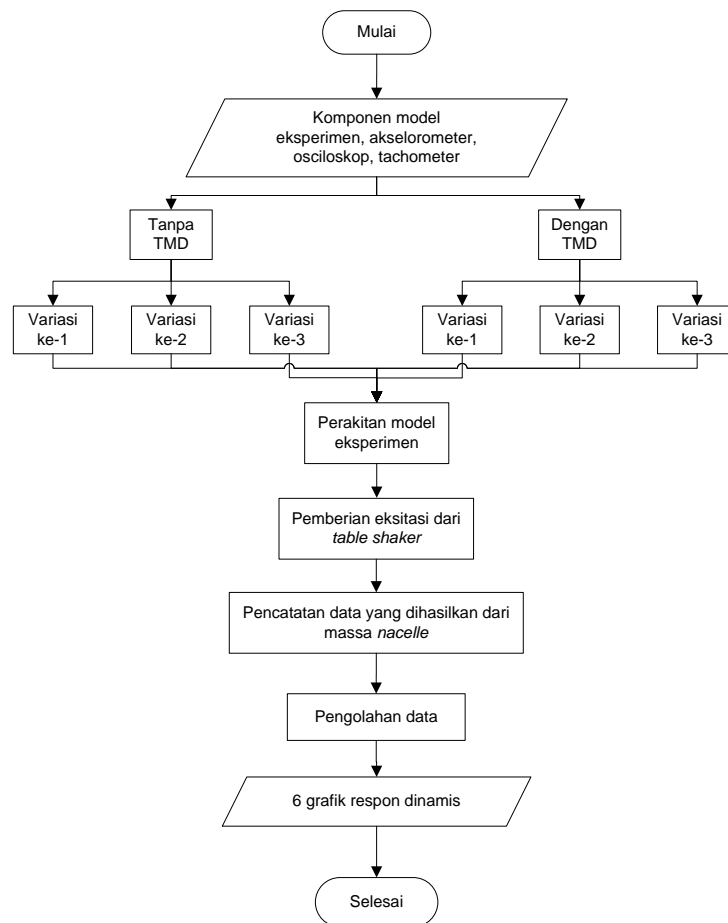 Mulai
Komponen model
eksperimen, akselorometer,
osciloskop, tachometer
Tanpa
TMD
Dengan
TMD
Variasi
ke-1
Variasi
ke-2
Variasi
ke-3
Variasi
ke-1
Variasi
ke-2
Variasi
ke-3
Perakitan model
eksperimen
Pemberian eksitasi dari
table shaker
Pencatatan data yang dihasilkan dari
massa nacelle
Pengolahan data
6 grafik respon dinamis
Selesai